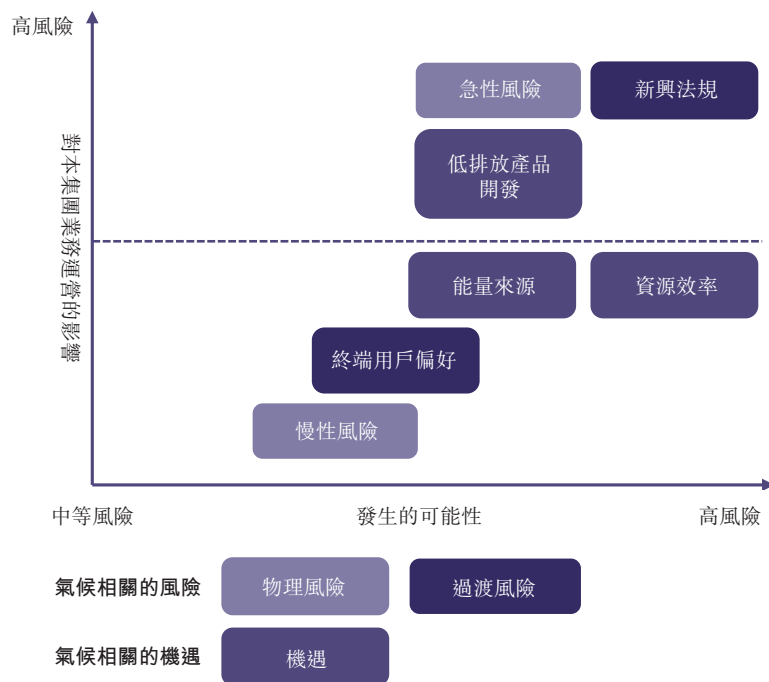 高風險
急性風險
新興法規
低排放產品
開發
對本集團業務運營的影響
能量來源
資源效率
終端用戶偏好
慢性風險
中等風險
發生的可能性
高風險
氣候相關的風險
物理風險
過渡風險
氣候相關的機遇
機遇